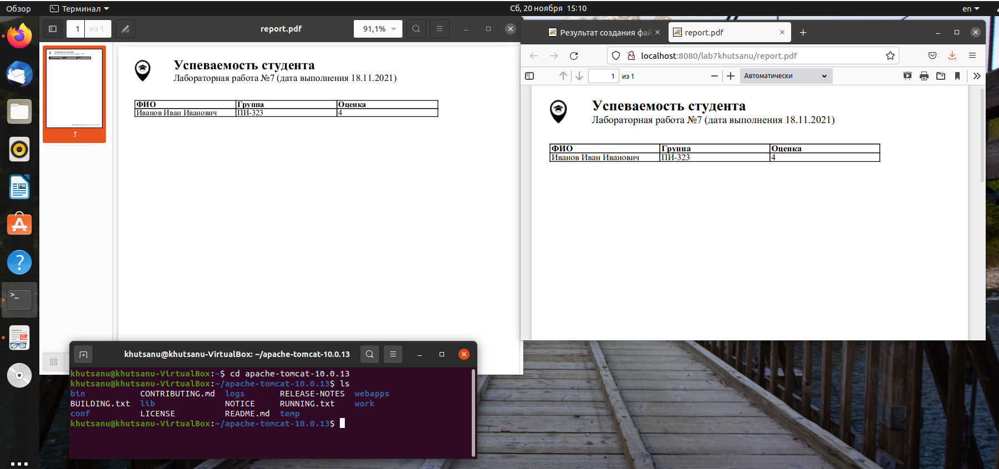 Обзор
Терминал
Сб, 20 ноября 15:10
en
1 из 1
report.pdf
91,1%
1
Успеваемость студента
Лабораторная работа №7 (дата выполнения 18.11.2021)
ФИО Группа Оценка
Иванов Иван Иванович ПИ-323 4
Результат создания фай
report.pdf
localhost:8080/lab7khutsanu/report.pdf
1 из 1
Автоматически
Успеваемость студента
Лабораторная работа №7 (дата выполнения 18.11.2021)
ФИО Группа Оценка
Иванов Иван Иванович ПИ-323 4
khutsanu@khutsanu-VirtualBox: ~/apache-tomcat-10.0.13
khutsanu@khutsanu-VirtualBox:~$ cd apache-tomcat-10.0.13
khutsanu@khutsanu-VirtualBox:~/apache-tomcat-10.0.13$ ls
bin CONTRIBUTING.md logs RELEASE-NOTES webapps
BUILDING.txt lib NOTICE RUNNING.txt work
conf LICENSE README.md temp
khutsanu@khutsanu-VirtualBox:~/apache-tomcat-10.0.13$